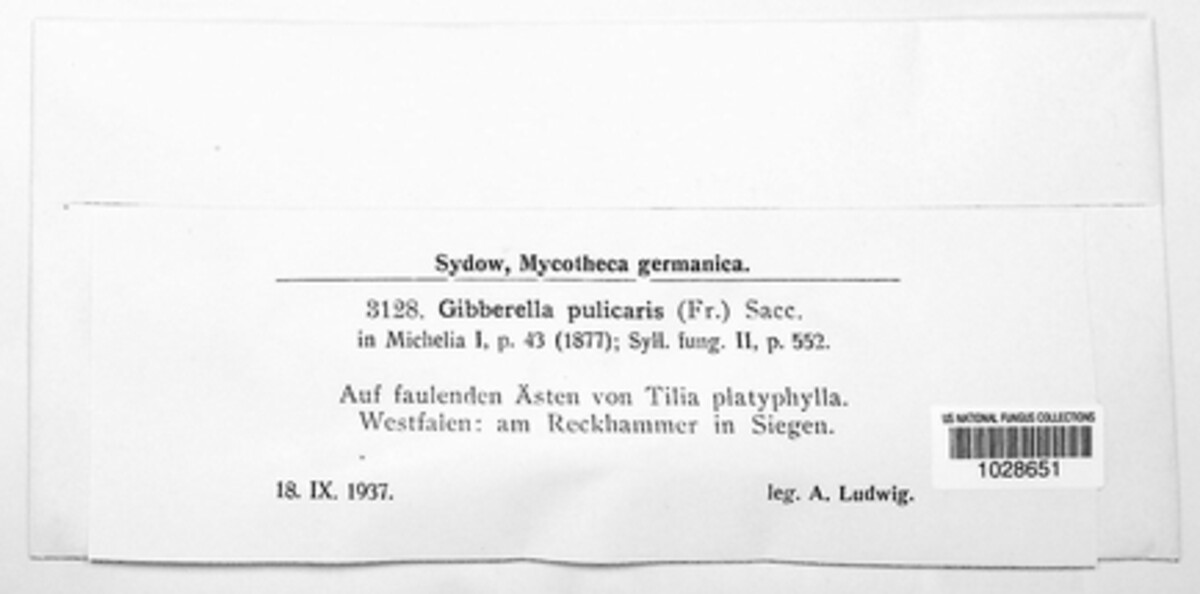 Sydow, Mycotheca germanica.
3128. Gibberella pulicaris (Fr.) Sacc.
in Michelia I, p. 43 (1877); Syll. fung. II, p. 552.
Auf faulenden Ästen von Tilia platyphylla.
Westfalen: am Reckhammer in Siegen.
18. IX. 1937.
leg. A. Ludwig.
US NATIONAL FUNGUS COLLECTIONS
1028651